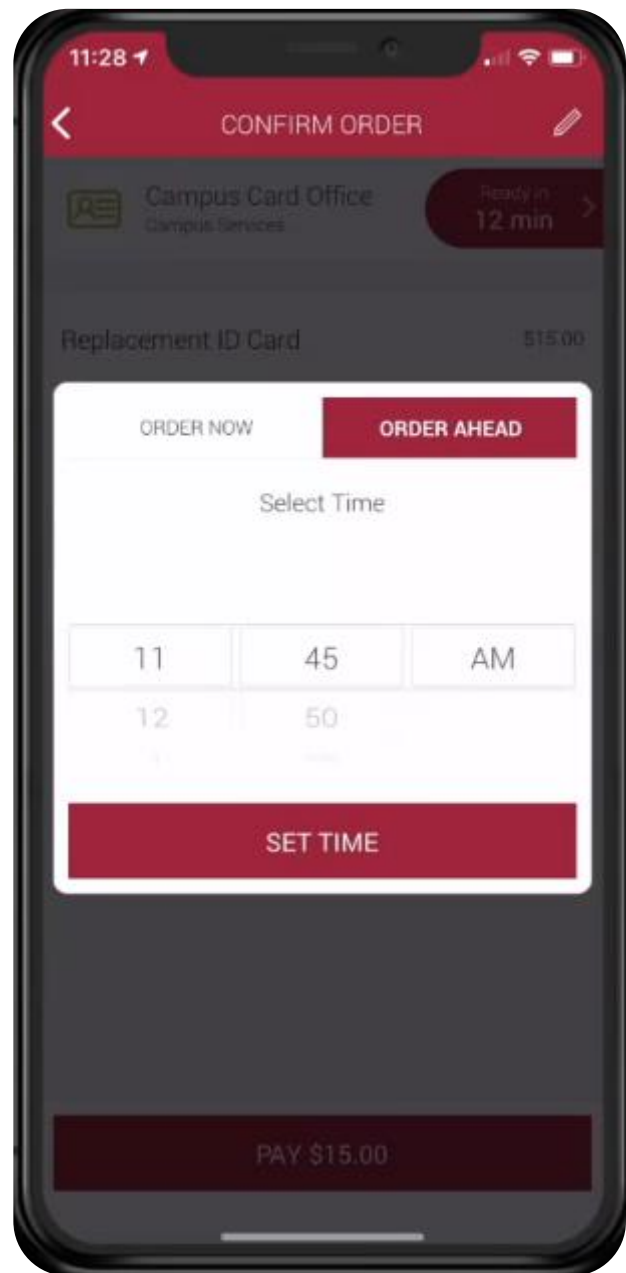 11:28
CONFIRM ORDER
Campus Card Office
Campus Services
Ready in
12 min
Replacement ID Card $15.00
ORDER NOW ORDER AHEAD
Select Time
11 45 AM
12 50
SET TIME
PAY $15.00